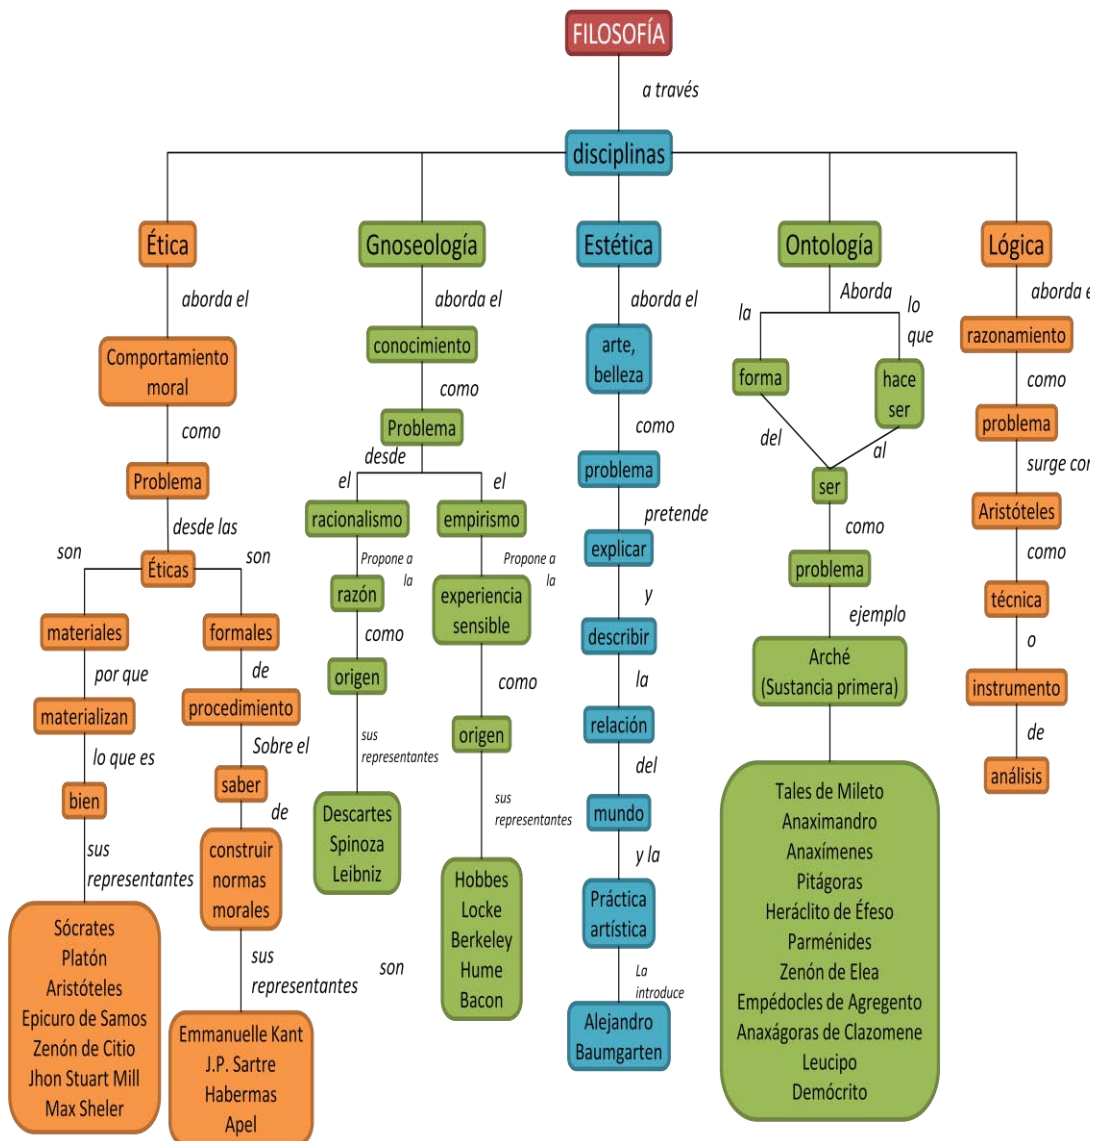 FILOSOFÍA
a través
disciplinas
Ética
aborda el
Comportamiento
moral
como
Problema
desde las
Éticas
son
materiales
por que
materializan
lo que es
bien
sus
representantes
Sócrates
Platón
Aristóteles
Epicuro de Samos
Zenón de Citio
Jhon Stuart Mill
Max Sheler
son
formales
de
procedimiento
Sobre el
saber
de
construir
normas
morales
sus
representantes
son
Emmanuelle Kant
J.P. Sartre
Habermas
Apel
Gnoseología
aborda el
conocimiento
como
Problema
desde
el
racionalismo
Propone a
la
razón
como
origen
sus
representantes
Descartes
Spinoza
Leibniz
el
empirismo
Propone a
la
experiencia
sensible
como
origen
sus
representantes
Hobbes
Locke
Berkeley
Hume
Bacon
Estética
aborda el
arte,
belleza
como
problema
pretende
explicar
y
describir
la
relación
del
mundo
y la
Práctica
artística
La
introduce
Alejandro
Baumgarten
Ontología
Aborda
la
forma
del
lo
que
hace
ser
al
ser
como
problema
ejemplo
Arché
(Sustancia primera)
Tales de Mileto
Anaximandro
Anaxímenes
Pitágoras
Heráclito de Éfeso
Parménides
Zenón de Elea
Empédocles de Agregento
Anaxágoras de Clazomene
Leucipo
Demócrito
Lógica
aborda e
razonamiento
como
problema
surge co
Aristóteles
como
técnica
o
instrumento
de
análisis